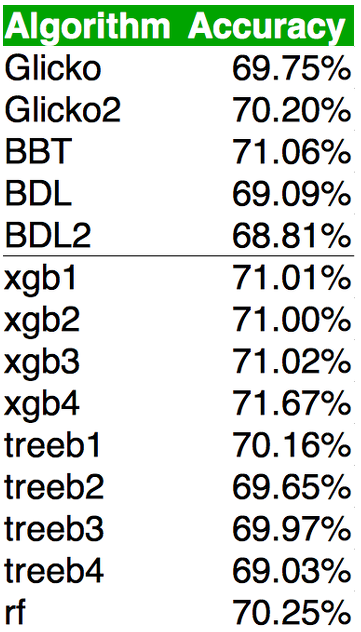 Algorithm Accuracy
Glicko 69.75%
Glicko2 70.20%
BBT 71.06%
BDL 69.09%
BDL2 68.81%
xgb1 71.01%
xgb2 71.00%
xgb3 71.02%
xgb4 71.67%
treeb1 70.16%
treeb2 69.65%
treeb3 69.97%
treeb4 69.03%
rf 70.25%